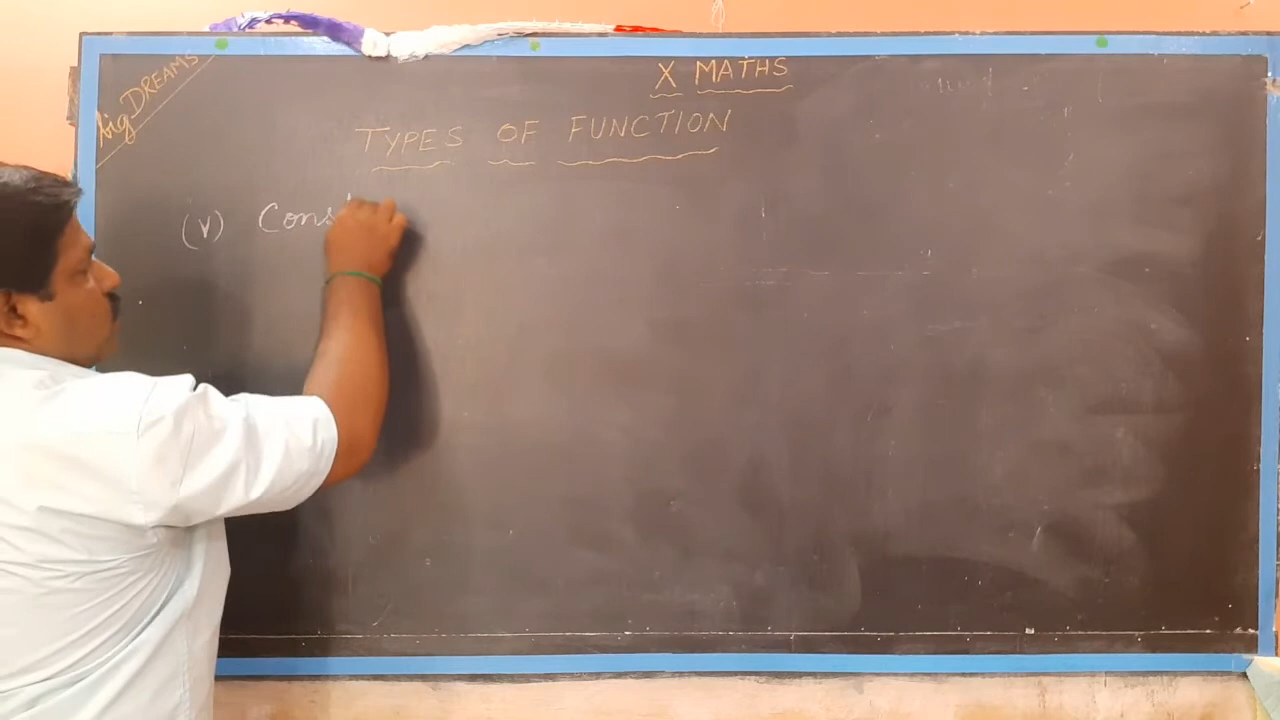 big DREAMS
X MATHS
TYPES OF FUNCTION
(V) Cons